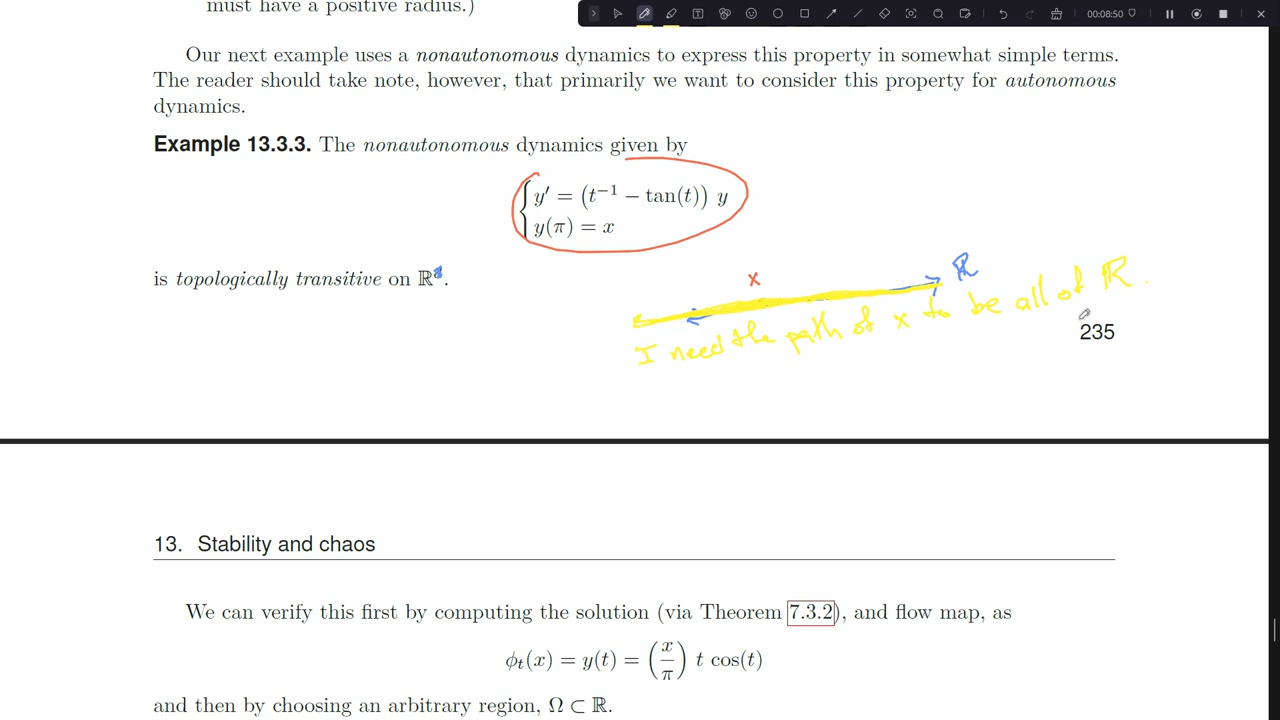 must have a positive radius.)
00:08:50
Our next example uses a nonautonomous dynamics to express this property in somewhat simple terms.
The reader should take note, however, that primarily we want to consider this property for autonomous
dynamics.
Example 13.3.3. The nonautonomous dynamics given by
y′ = (t⁻¹ − tan(t)) y
y(π) = x
is topologically transitive on ℝ.
x
ℝ
I need the path of x to be all of ℝ.
235
13. Stability and chaos
We can verify this first by computing the solution (via Theorem 7.3.2), and flow map, as
ϕₜ(x) = y(t) = (x/π) t cos(t)
and then by choosing an arbitrary region, Ω ⊂ ℝ.